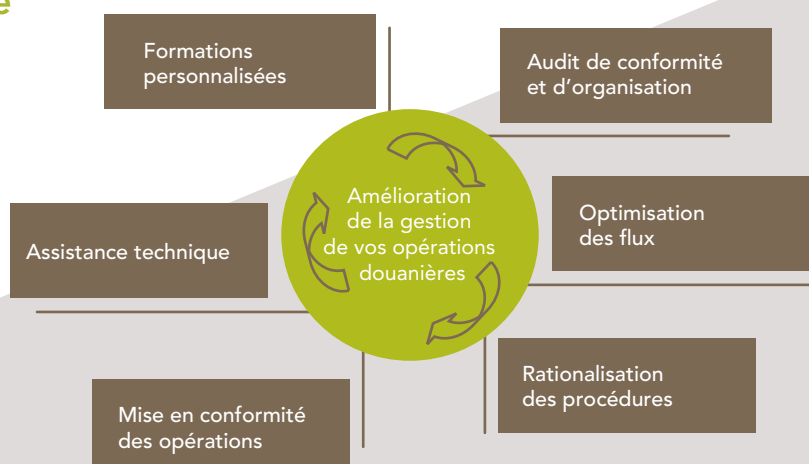 Formations
personnalisées
Audit de conformité
et d'organisation
Amélioration
de la gestion
de vos opérations
douanières
Assistance technique
Optimisation
des flux
Rationalisation
des procédures
Mise en conformité
des opérations